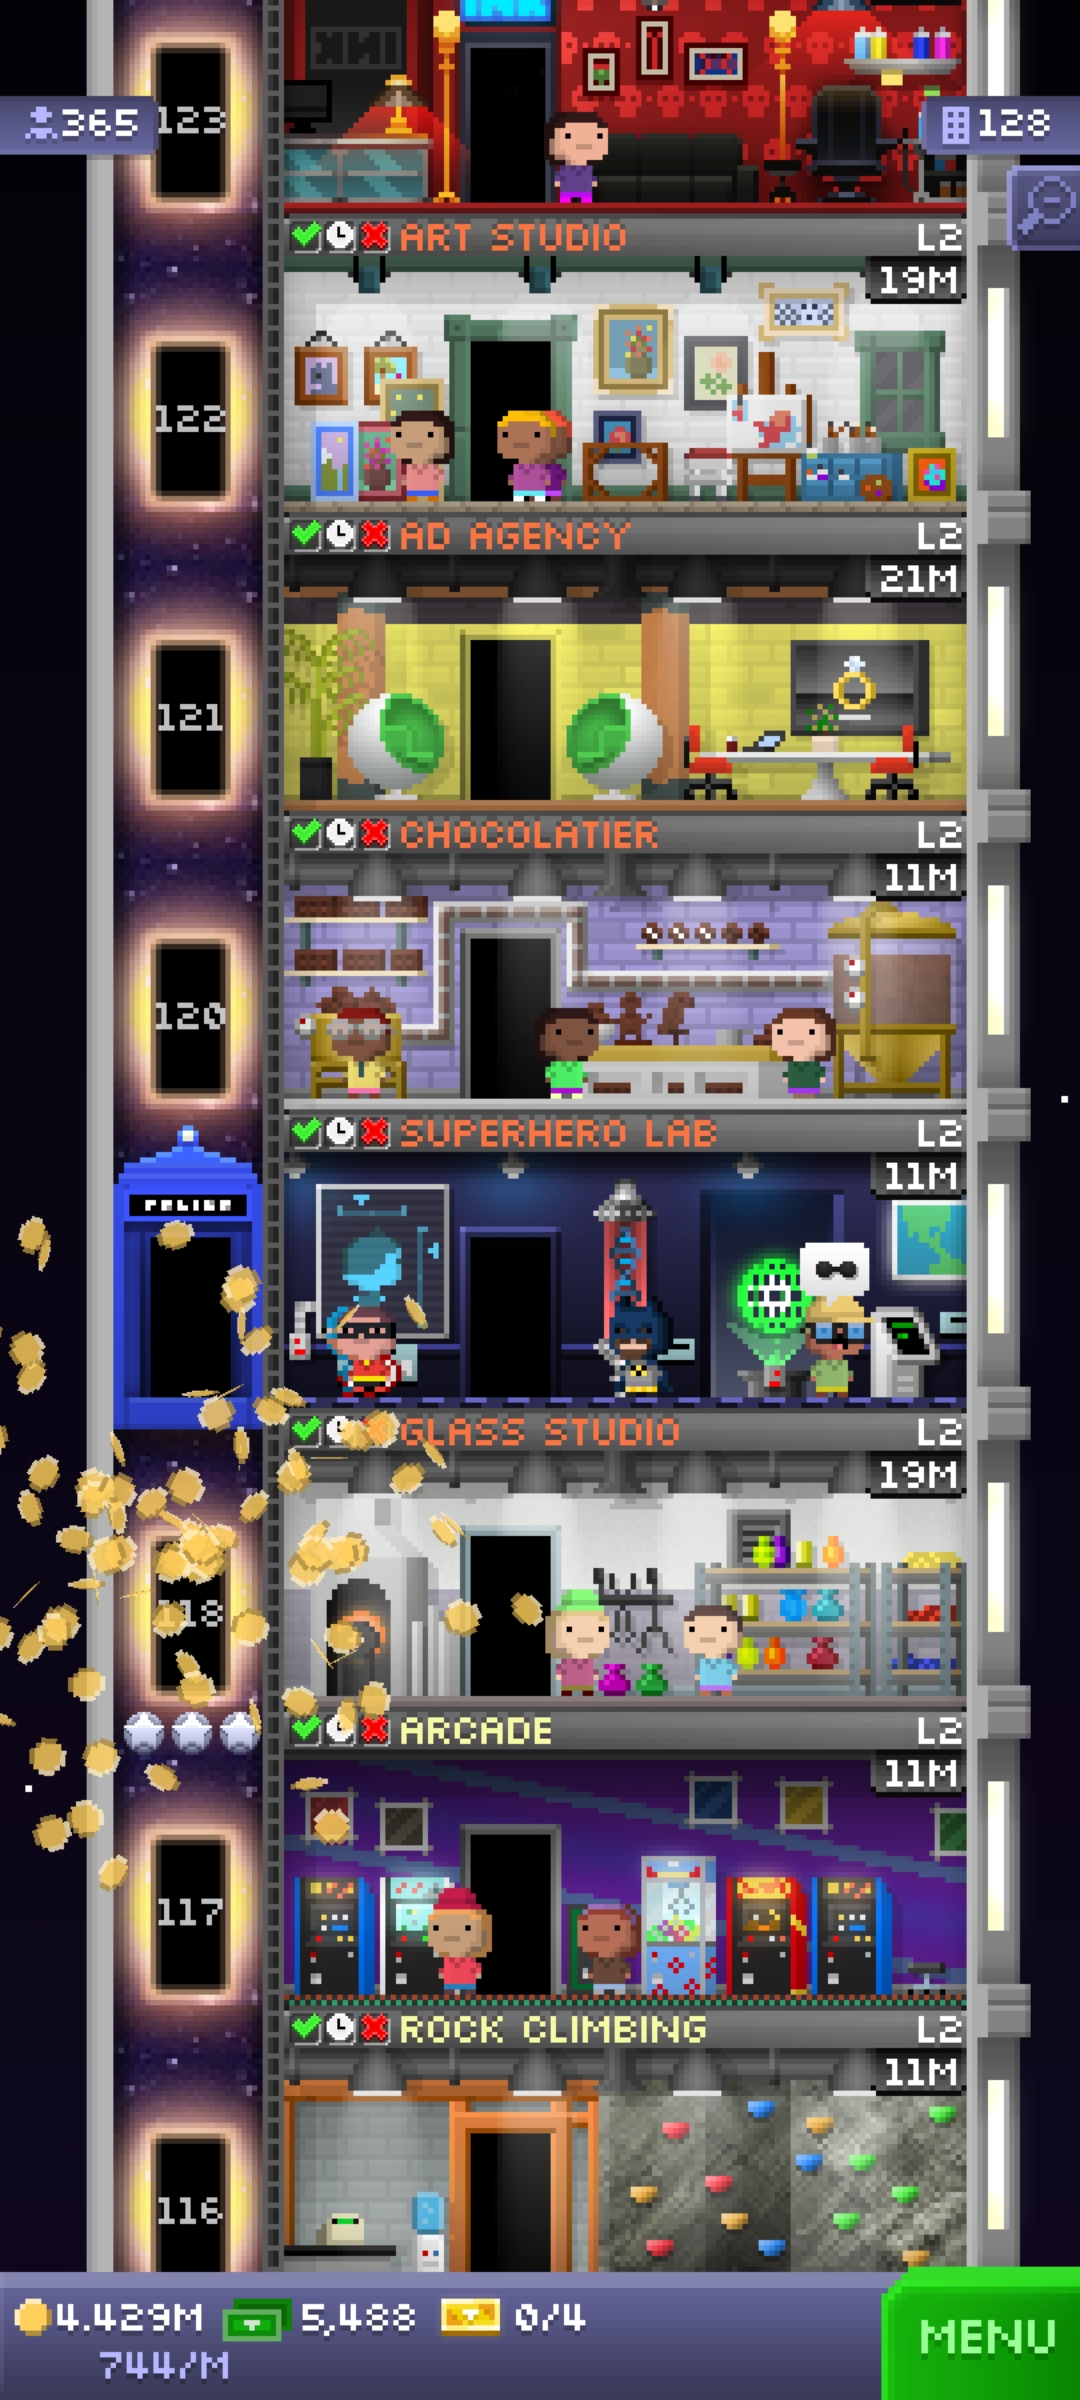 INK
123
365
128
ART STUDIO L2
19M
122
AD AGENCY L2
21M
121
CHOCOLATIER L2
11M
120
SUPERHERO LAB L2
11M
POLICE
GLASS STUDIO L2
19M
118
ARCADE L2
11M
117
ROCK CLIMBING L2
11M
116
4.429M 5,488 0/4
744/M
MENU